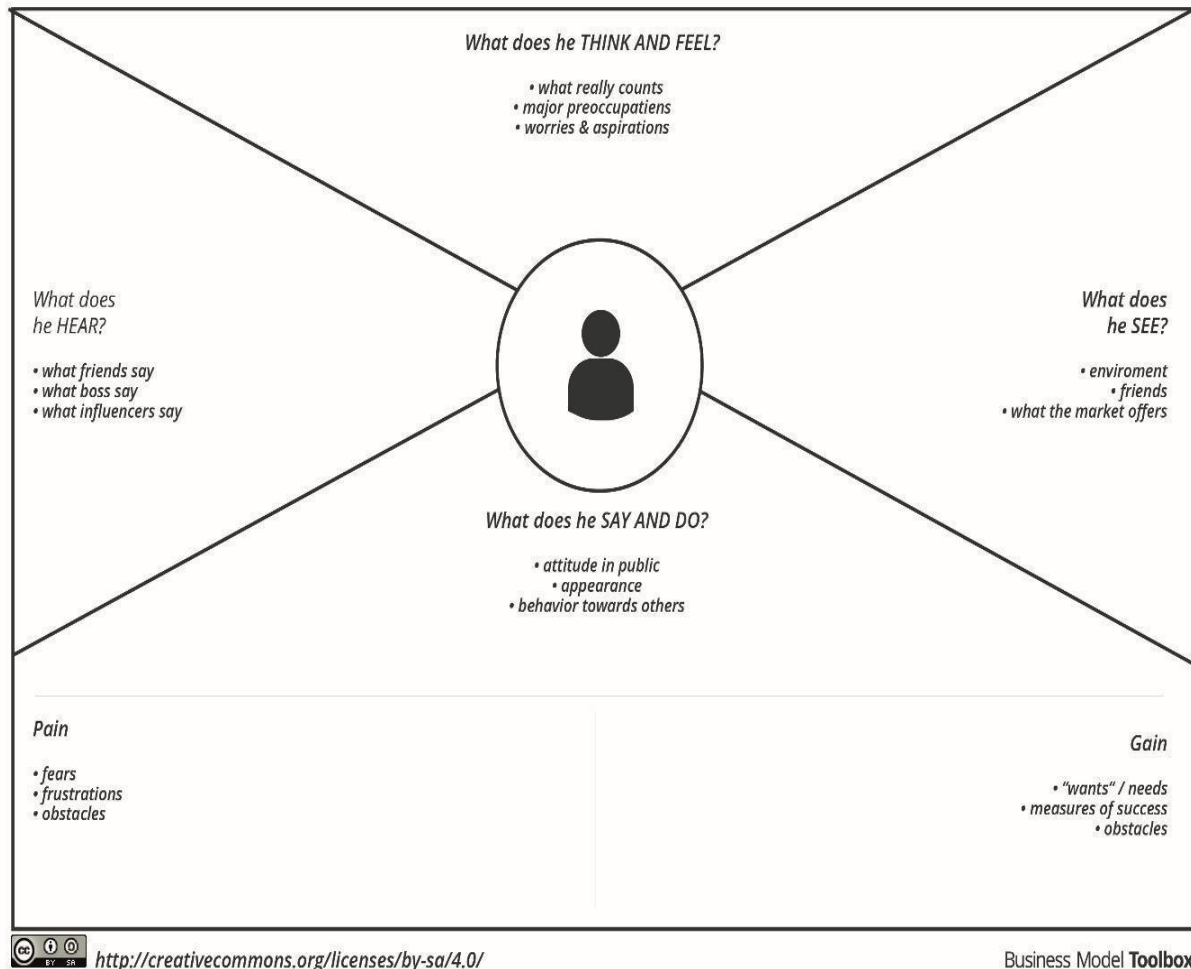 What does he THINK AND FEEL?
• what really counts
• major preoccupatiens
• worries & aspirations
What does
he HEAR?
• what friends say
• what boss say
• what influencers say
What does
he SEE?
• enviroment
• friends
• what the market offers
What does he SAY AND DO?
• attitude in public
• appearance
• behavior towards others
Pain
• fears
• frustrations
• obstacles
Gain
• “wants“ / needs
• measures of success
• obstacles
cc BY SA
http://creativecommons.org/licenses/by-sa/4.0/
Business Model Toolbox